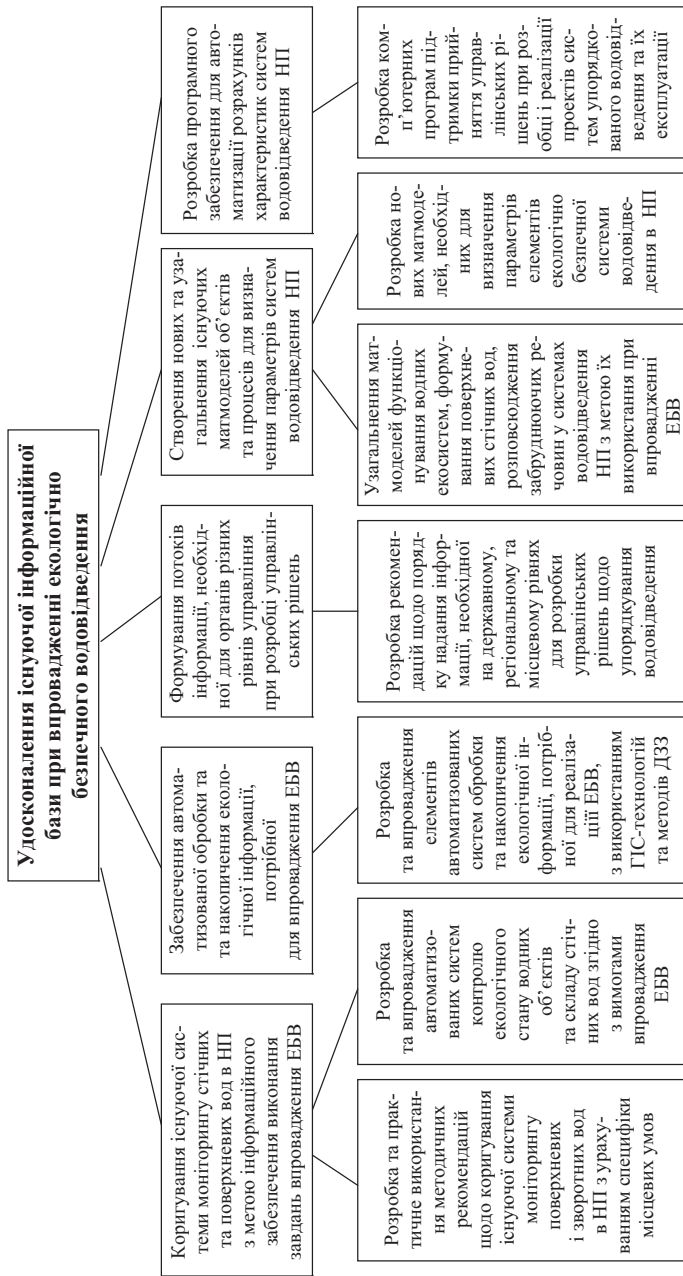 Удосконалення існуючої інформаційної
бази при впровадженні екологічно
безпечного водовідведення
Коригування існуючої сис-
теми моніторингу стічних
та поверхневих вод в НП
з метою інформаційного
забезпечення виконання
завдань впровадження ЕБВ
Забезпечення автома-
тизованої обробки та
та накопичення еколо-
гічної інформації,
потрібної
для впровадження ЕБВ
Формування потоків
інформації, необхід-
ної для органів різних
рівнів управління
при розробці управлін-
ських рішень
Створення нових та уза-
гальнення існуючих
матмоделей об’єктів
та процесів для визна-
чення параметрів систем
водовідведення НП
Розробка програмного
забезпечення для авто-
матизації розрахунків
характеристик систем
водовідведення НП
Розробка та прак-
тичне використан-
ня методичних
рекомендацій
щодо коригування
існуючої системи
моніторингу
поверхневих
і зворотних вод
в НП з ураху-
ванням специфіки
місцевих умов
Розробка
та впровадження
автоматизо-
ваних систем
контролю
екологічного
стану водних
об’єктів
та складу стіч-
них вод згідно
з вимогами
впровадження
ЕБВ
Розробка
та впровадження
елементів
автоматизованих
систем обробки
та накопичення
екологічної ін-
формації, потріб-
ної для реаліза-
ціїї ЕБВ,
з використанням
ГІС-технологій
та методів ДЗЗ
Розробка рекомен-
дацій щодо поряд-
ку надання інфор-
мації, необхідної
на державному,
регіональному та
місцевому рівнях
для розробки
управлінських
рішень щодо
упорядкування
водовідведення
Узагальнення мат-
моделей функціо-
нування водних
екосистем, форму-
вання поверхне-
вих стічних вод,
розповсюдження
забруднюючих ре-
човин у системах
водовідведення
НП з метою їх
використання при
впровадженні
ЕБВ
Розробка но-
вих матмоде-
лей, необхід-
них для
визначення
параметрів
елементів
екологічно
безпечної
системи
водовідве-
дення в НП
Розробка ком-
п’ютерних
програм під-
тримки прий-
няття управ-
лінських рі-
шень при роз-
обці і реалізації
проектів сис-
тем упорядко-
ваного водовід-
ведення та їх
експлуатації